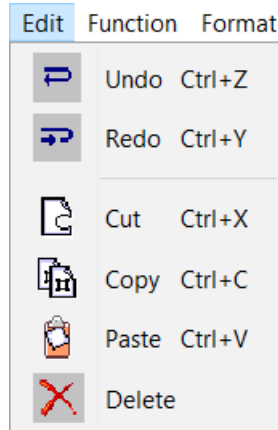 Edit Function Format
Undo Ctrl+Z
Redo Ctrl+Y
Cut Ctrl+X
Copy Ctrl+C
Paste Ctrl+V
Delete